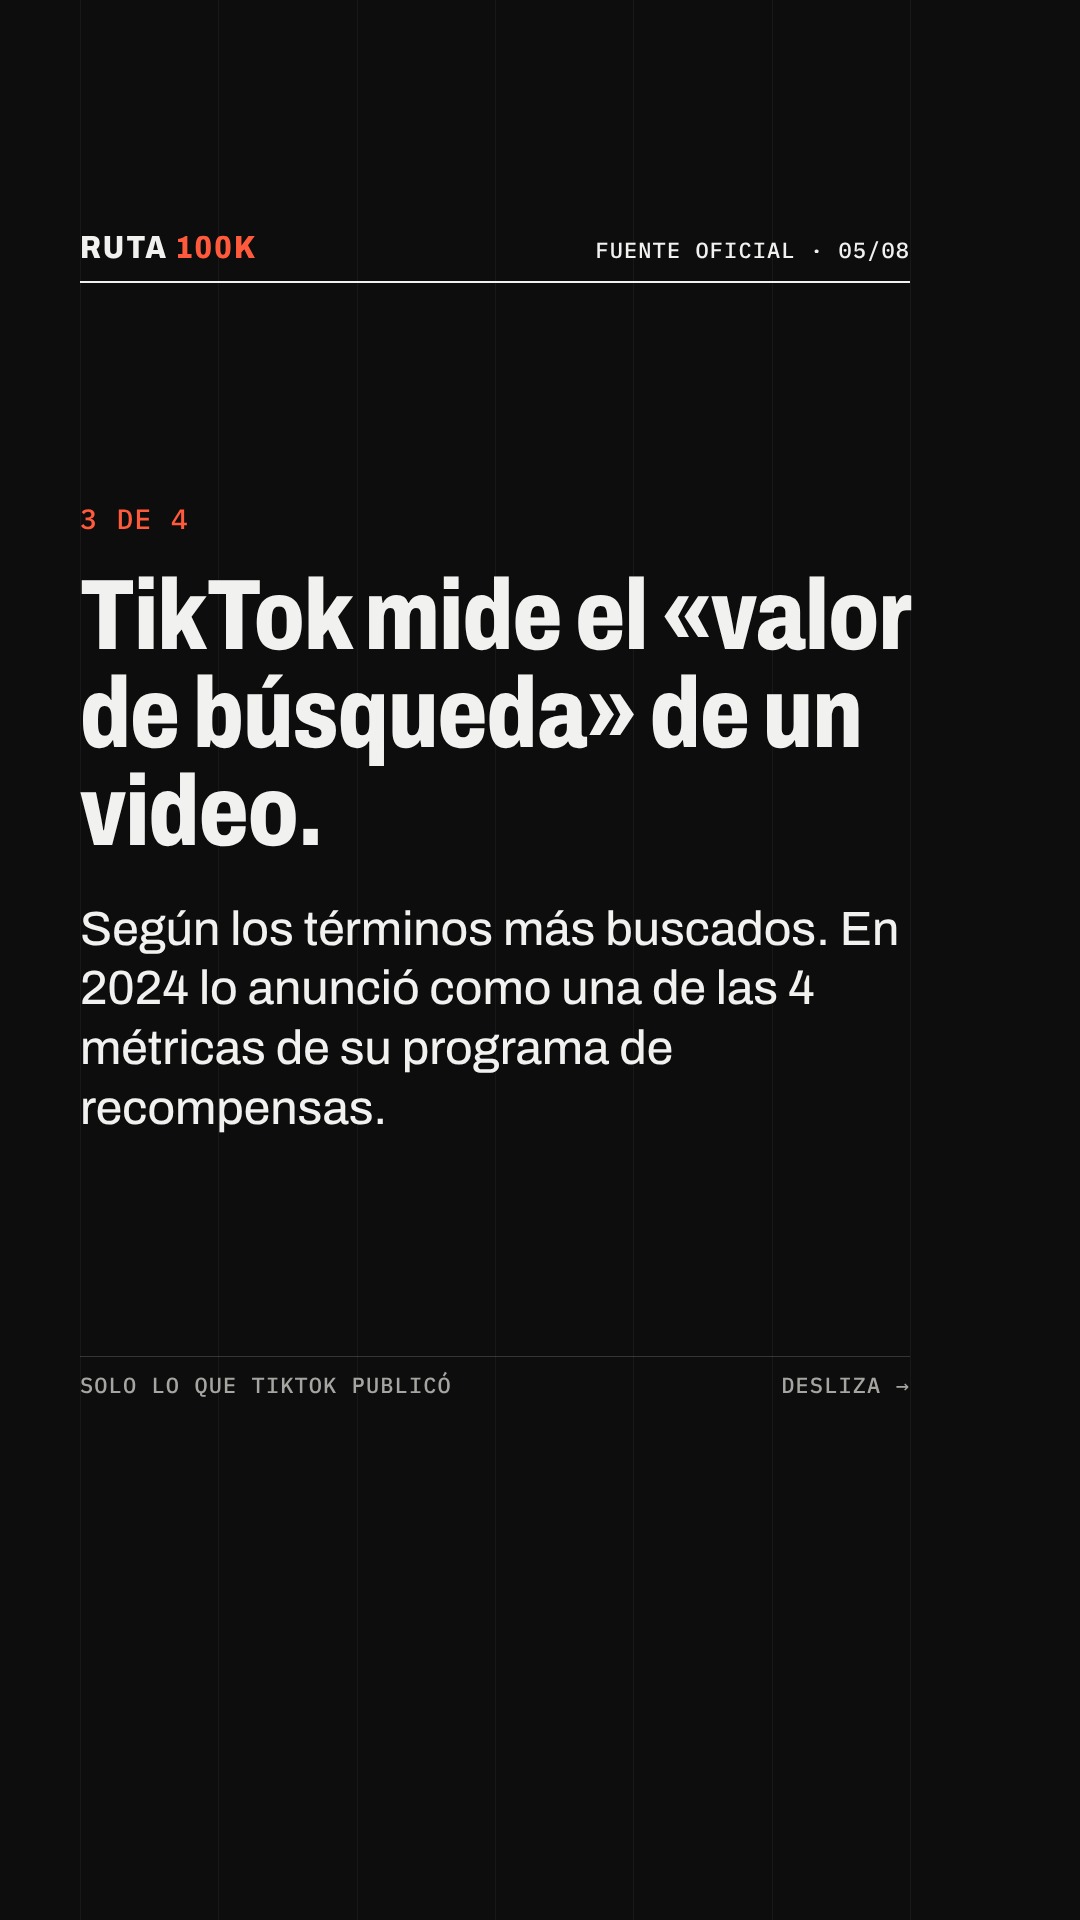 RUTA 100K
FUENTE OFICIAL · 05/08
3 DE 4
TikTok mide el «valor
de búsqueda» de un
video.
Según los términos más buscados. En
2024 lo anunció como una de las 4
métricas de su programa de
recompensas.
SOLO LO QUE TIKTOK PUBLICÓ
DESLIZA →